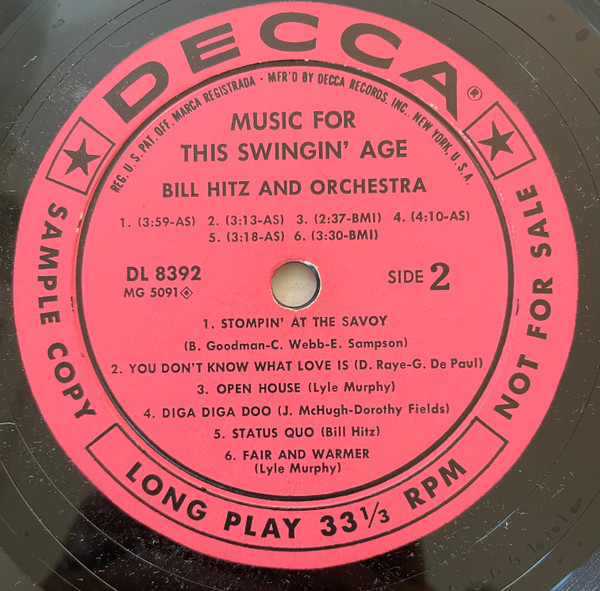 DECCA®
REG. U.S. PAT. OFF. MARCA REGISTRADA · MFR'D BY DECCA RECORDS, INC., NEW YORK, U.S.A.
MUSIC FOR
THIS SWINGIN' AGE
BILL HITZ AND ORCHESTRA
1. (3:59-AS) 2. (3:13-AS) 3. (2:37-BMI) 4. (4:10-AS)
5. (3:18-AS) 6. (3:30-BMI)
DL 8392
MG 5091
SIDE 2
1. STOMPIN' AT THE SAVOY
(B. Goodman-C. Webb-E. Sampson)
2. YOU DON'T KNOW WHAT LOVE IS (D. Raye-G. De Paul)
3. OPEN HOUSE (Lyle Murphy)
4. DIGA DIGA DOO (J. McHugh-Dorothy Fields)
5. STATUS QUO (Bill Hitz)
6. FAIR AND WARMER
(Lyle Murphy)
SAMPLE COPY
NOT FOR SALE
LONG PLAY 33⅓ RPM